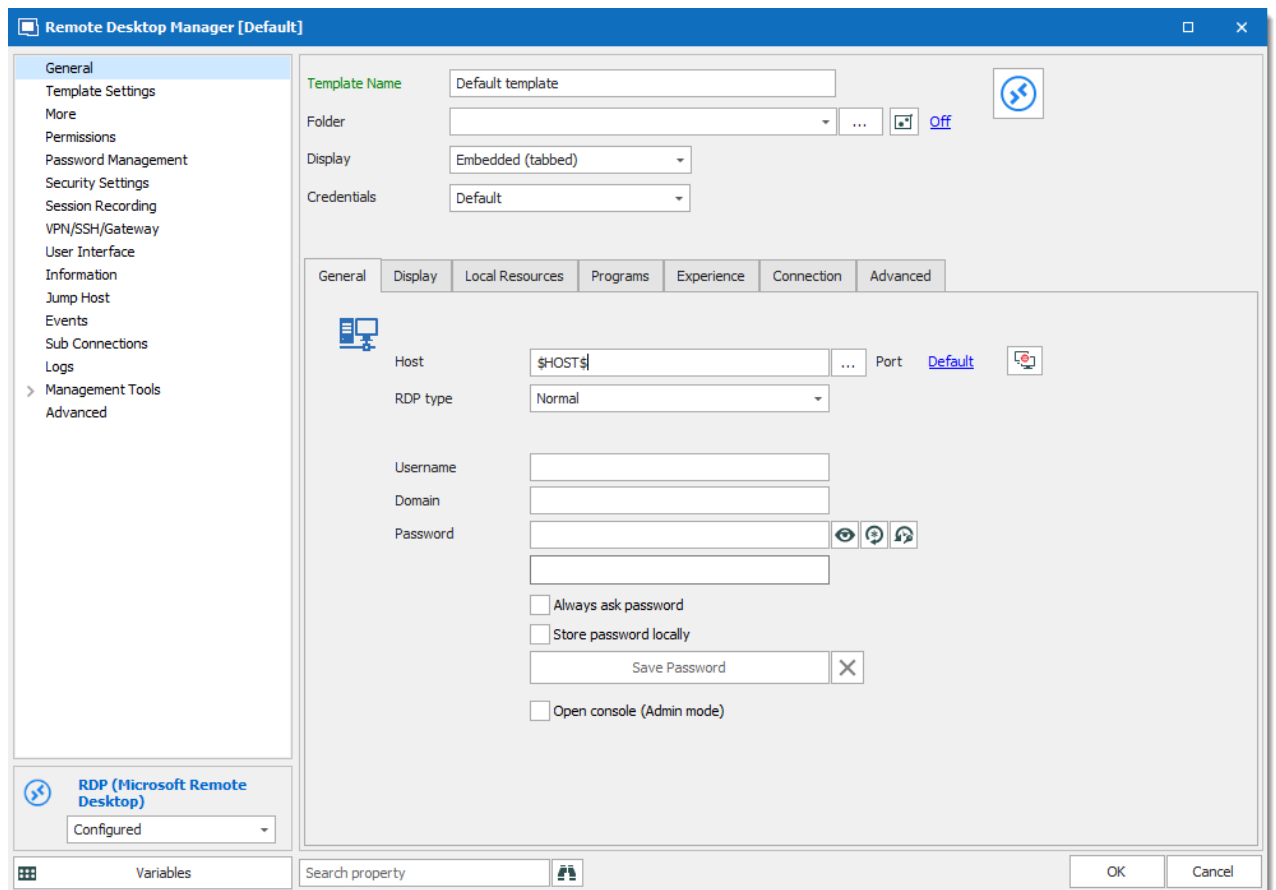 Remote Desktop Manager [Default]
General
Template Settings
More
Permissions
Password Management
Security Settings
Session Recording
VPN/SSH/Gateway
User Interface
Information
Jump Host
Events
Sub Connections
Logs
Management Tools
Advanced
RDP (Microsoft Remote
Desktop)
Configured
Variables
Template Name Default template
Folder ... Off
Display Embedded (tabbed)
Credentials Default
General Display Local Resources Programs Experience Connection Advanced
Host $HOST$ ... Port Default
RDP type Normal
Username
Domain
Password
Always ask password
Store password locally
Save Password
Open console (Admin mode)
Search property
OK Cancel